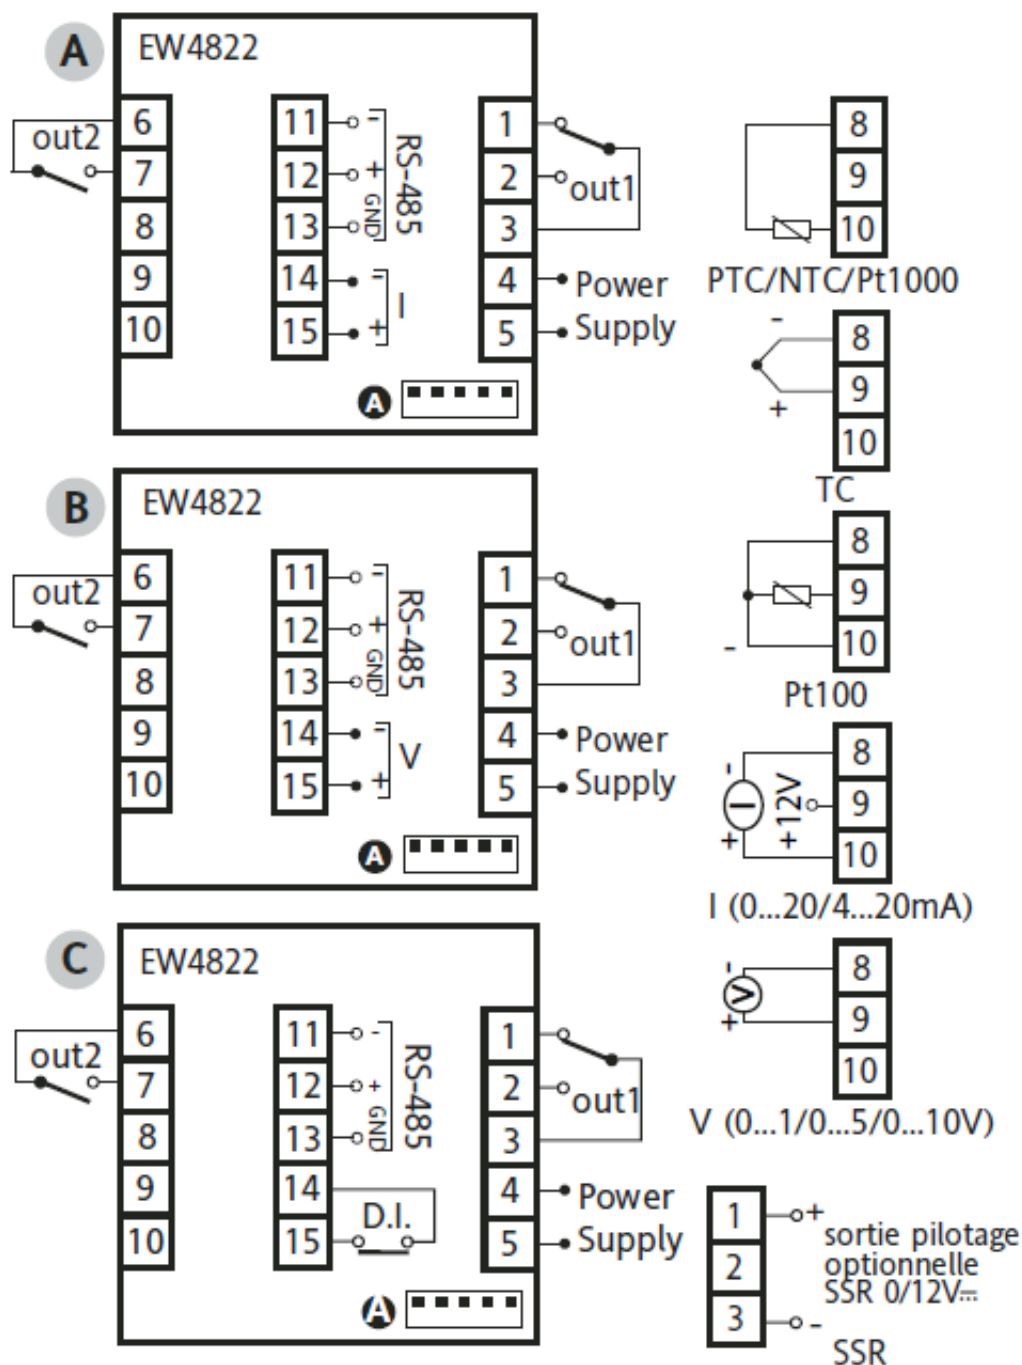 A
EW4822
6
7
8
9
10
out2
11
12
13
14
15
-
+
GND
RS-485
-
+
I
1
2
3
4
5
out1
Power
Supply
A
8
9
10
PTC/NTC/Pt1000
-
+
8
9
10
TC
B
EW4822
6
7
8
9
10
out2
11
12
13
14
15
-
+
GND
RS-485
-
+
V
1
2
3
4
5
out1
Power
Supply
A
8
9
10
-
Pt100
-
+
I
+12V
8
9
10
I (0...20/4...20mA)
C
EW4822
6
7
8
9
10
out2
11
12
13
14
15
-
+
GND
RS-485
D.I.
1
2
3
4
5
out1
Power
Supply
A
-
+
V
8
9
10
V (0...1/0...5/0...10V)
1
2
3
+
sortie pilotage
optionnelle
SSR 0/12V⎓
-
SSR